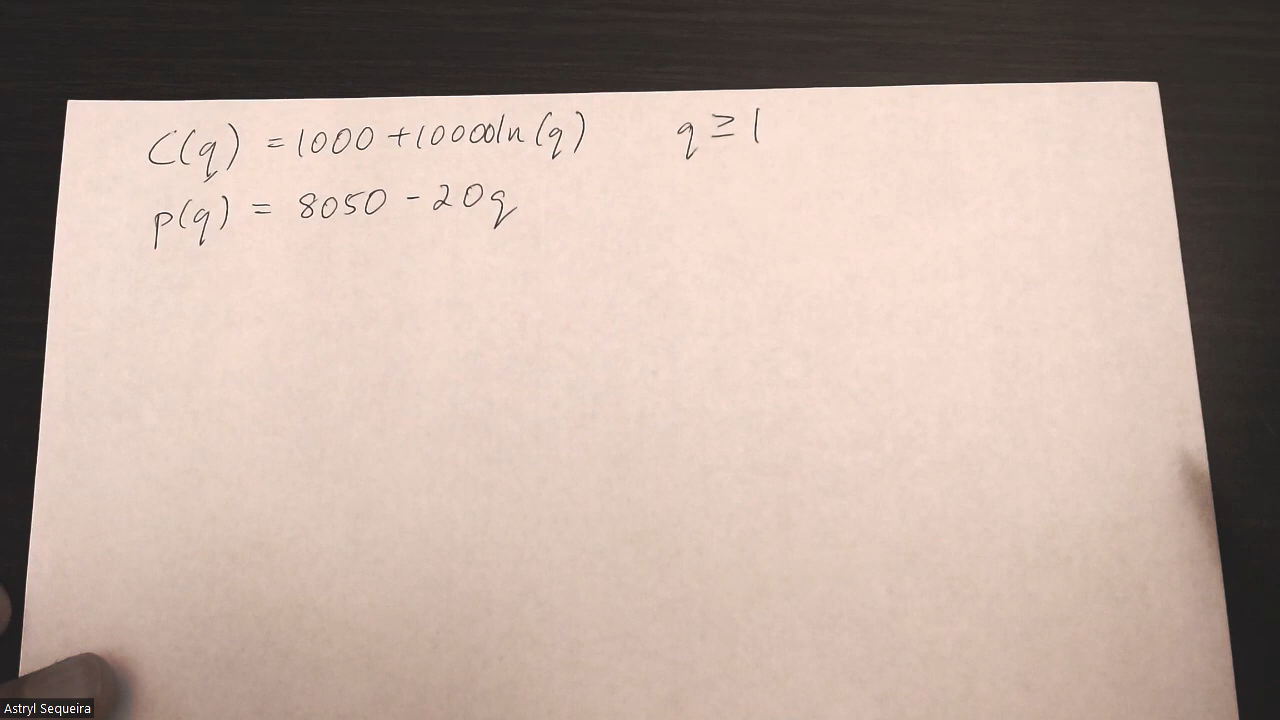 C(q) = 1000 + 10000ln(q) q ≥ 1
p(q) = 8050 - 20q
Astryl Sequeira